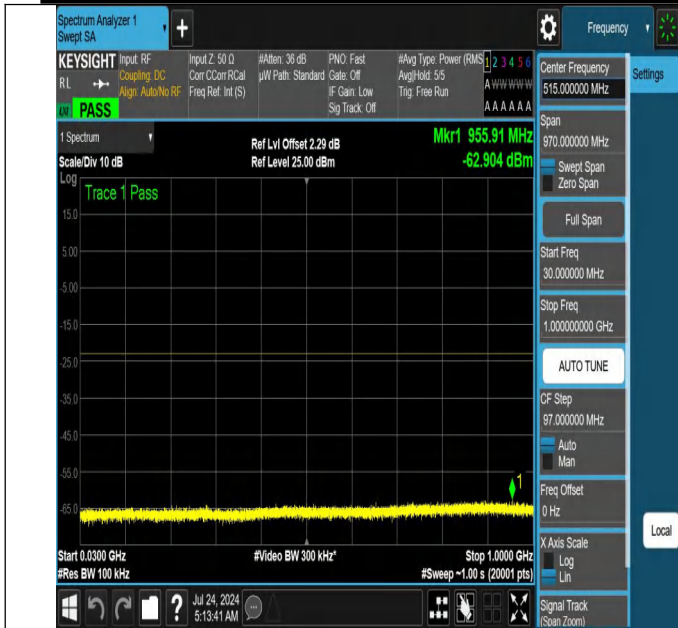 Spectrum Analyzer 1
Swept SA
+
Frequency
KEYSIGHT
RL
PASS
Input: RF
Coupling: DC
Align: Auto/No RF
Input Z: 50 Ω
Corr CCorr RCal
Freq Ref: Int (S)
#Atten: 36 dB
µW Path: Standard
PNO: Fast
Gate: Off
IF Gain: Low
Sig Track: Off
#Avg Type: Power (RMS
Avg|Hold: 5/5
Trig: Free Run
1 2 3 4 5 6
A W W W W W
A A A A A A
1 Spectrum
Scale/Div 10 dB
Ref Lvl Offset 2.29 dB
Ref Level 25.00 dBm
Mkr1 955.91 MHz
-62.904 dBm
Log
Trace 1 Pass
15.0
5.00
-5.00
-15.0
-25.0
-35.0
-45.0
-55.0
-65.0
1
Start 0.0300 GHz
#Res BW 100 kHz
#Video BW 300 kHz*
Stop 1.0000 GHz
#Sweep ~1.00 s (20001 pts)
Jul 24, 2024
5:13:41 AM
?
Center Frequency
515.000000 MHz
Settings
Span
970.000000 MHz
Swept Span
Zero Span
Full Span
Start Freq
30.000000 MHz
Stop Freq
1.000000000 GHz
AUTO TUNE
CF Step
97.000000 MHz
Auto
Man
Freq Offset
0 Hz
X Axis Scale
Log
Lin
Local
Signal Track
(Span Zoom)